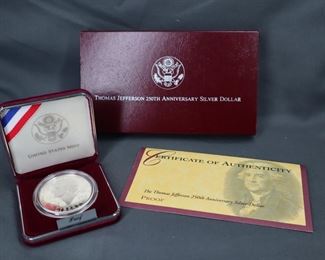 THOMAS JEFFERSON 250TH ANNIVERSARY SILVER DOLLAR
UNITED STATES MINT
CERTIFICATE OF AUTHENTICITY
The Thomas Jefferson 250th Anniversary Silver Dollar
PROOF